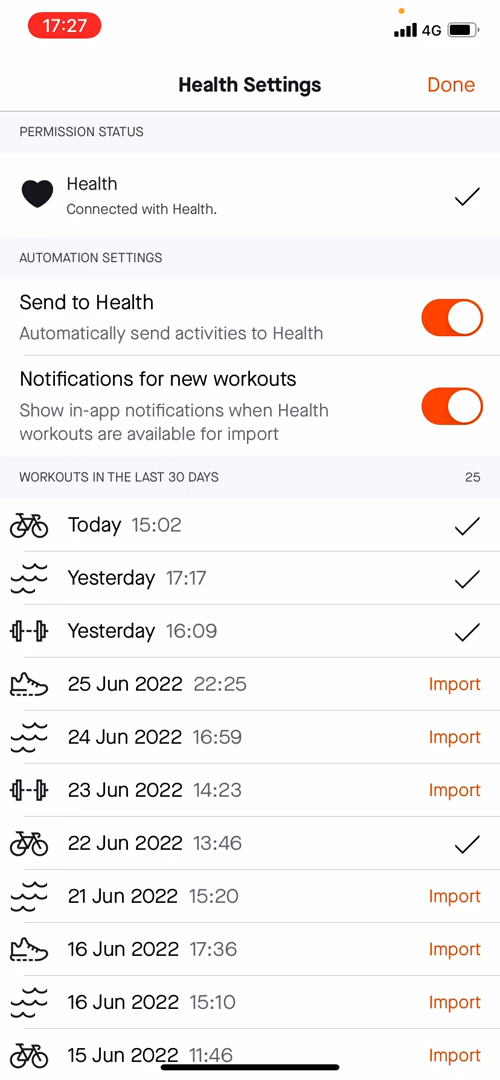 17:27
4G
Health Settings
Done
PERMISSION STATUS
Health
Connected with Health.
AUTOMATION SETTINGS
Send to Health
Automatically send activities to Health
Notifications for new workouts
Show in-app notifications when Health
workouts are available for import
WORKOUTS IN THE LAST 30 DAYS 25
Today 15:02
Yesterday 17:17
Yesterday 16:09
25 Jun 2022 22:25 Import
24 Jun 2022 16:59 Import
23 Jun 2022 14:23 Import
22 Jun 2022 13:46
21 Jun 2022 15:20 Import
16 Jun 2022 17:36 Import
16 Jun 2022 15:10 Import
15 Jun 2022 11:46 Import